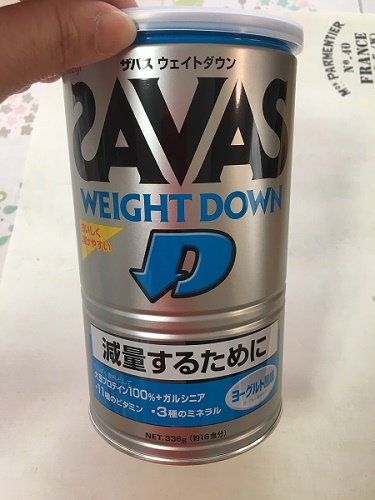 ザバス ウェイトダウン
SAVAS
WEIGHT DOWN
おいしく
溶けやすい
D
減量するために
大豆プロテイン100%+ガルシニア
・11種のビタミン ・3種のミネラル
ヨーグルト風味
NET. 336g (約16食分)
PARMENTIER
No. 40
FRANCE